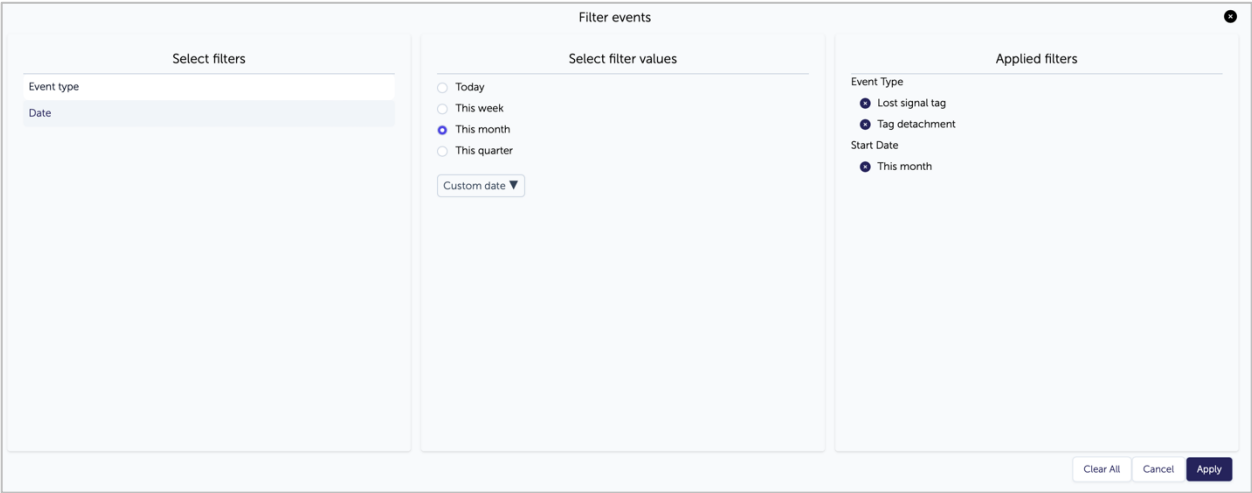 Filter events
Select filters
Event type
Date
Select filter values
Today
This week
This month
This quarter
Custom date ▼
Applied filters
Event Type
Lost signal tag
Tag detachment
Start Date
This month
Clear All
Cancel
Apply